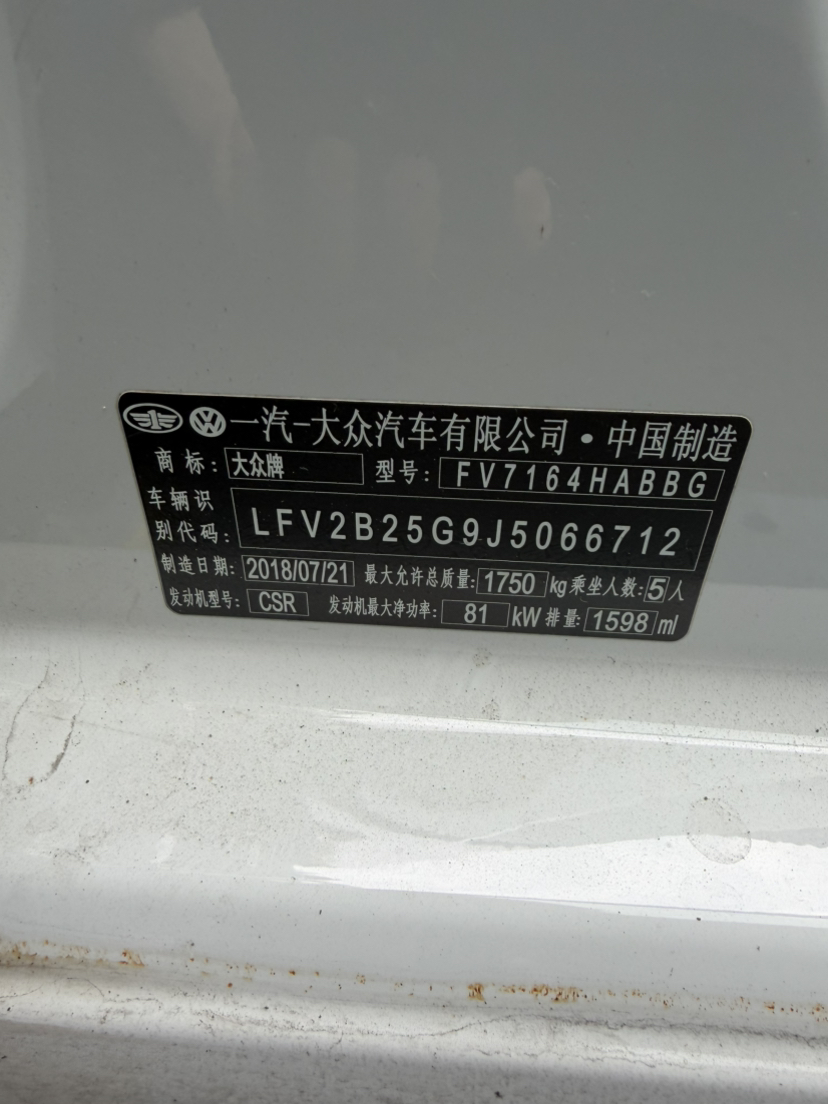 一汽-大众汽车有限公司·中国制造
商标: 大众牌 型号: FV7164HABBG
车辆识别代码: LFV2B25G9J5066712
制造日期: 2018/07/21 最大允许总质量: 1750 kg 乘坐人数: 5 人
发动机型号: CSR 发动机最大净功率: 81 kW 排量: 1598 ml